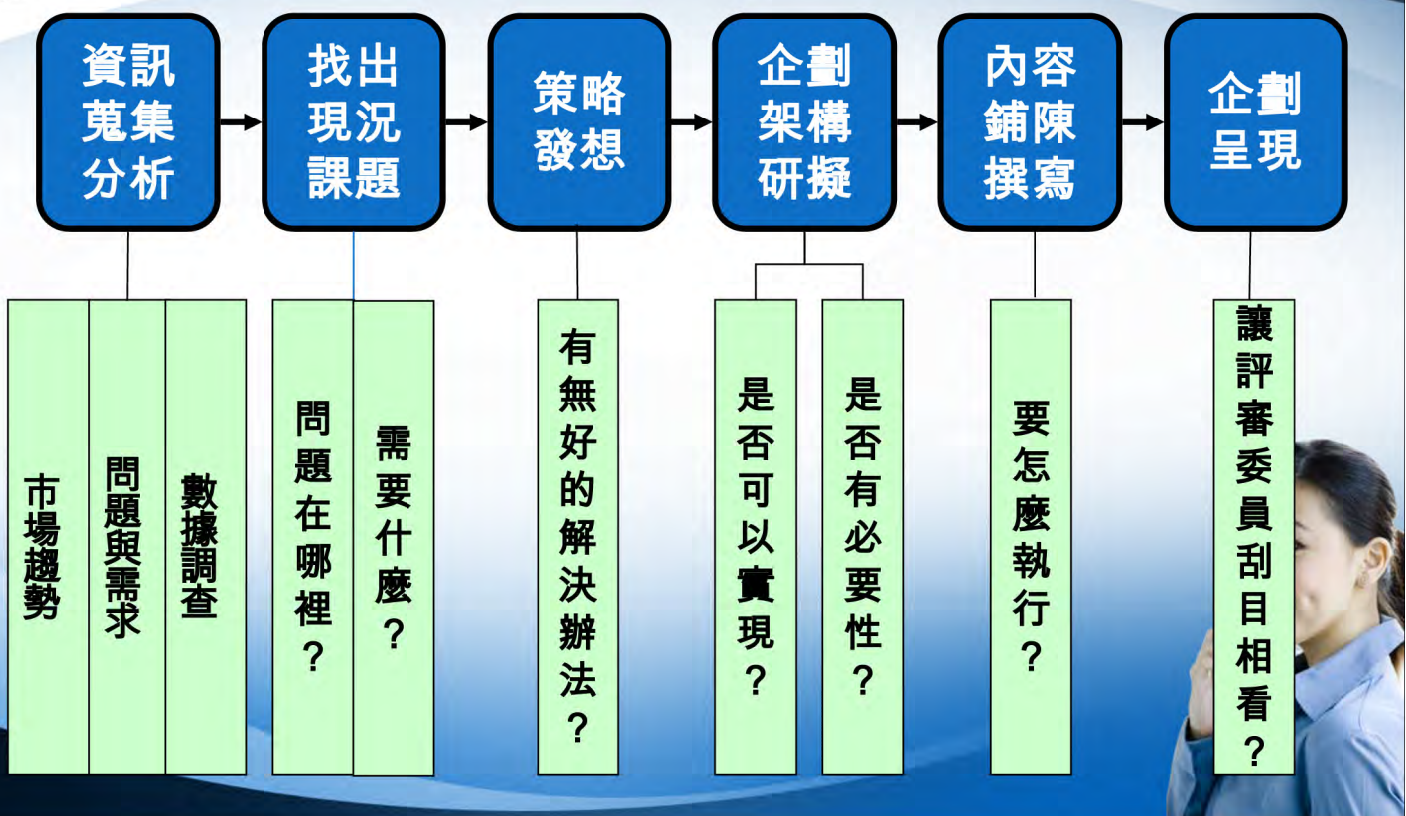 資訊
蒐集
分析
找出
現況
課題
策略
發想
企劃
架構
研擬
內容
鋪陳
撰寫
企劃
呈現
市場趨勢
問題與需求
數據調查
問題在哪裡？
需要什麼？
有無好的解決辦法？
是否可以實現？
是否有必要性？
要怎麼執行？
讓評審委員刮目相看？